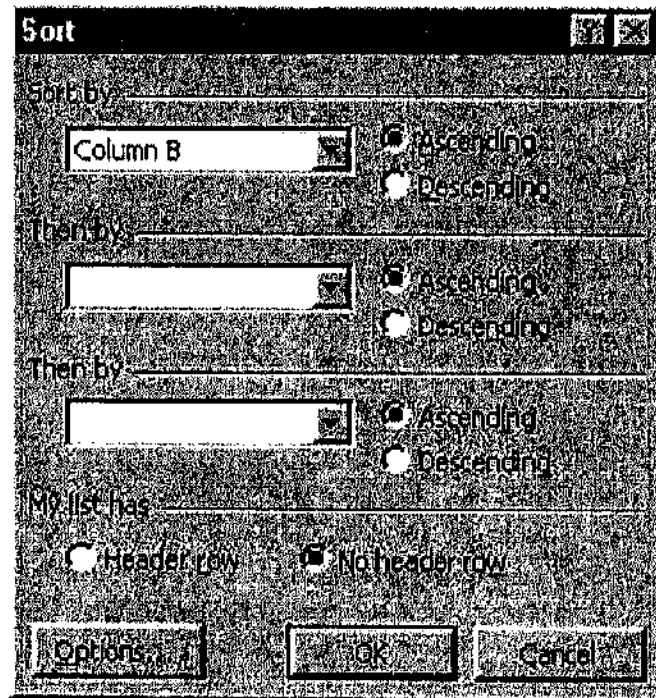 Sort
Sort by
Column B
Ascending
Descending
Then by
Ascending
Descending
Then by
Ascending
Descending
My list has
Header row
No header row
Options...
OK
Cancel